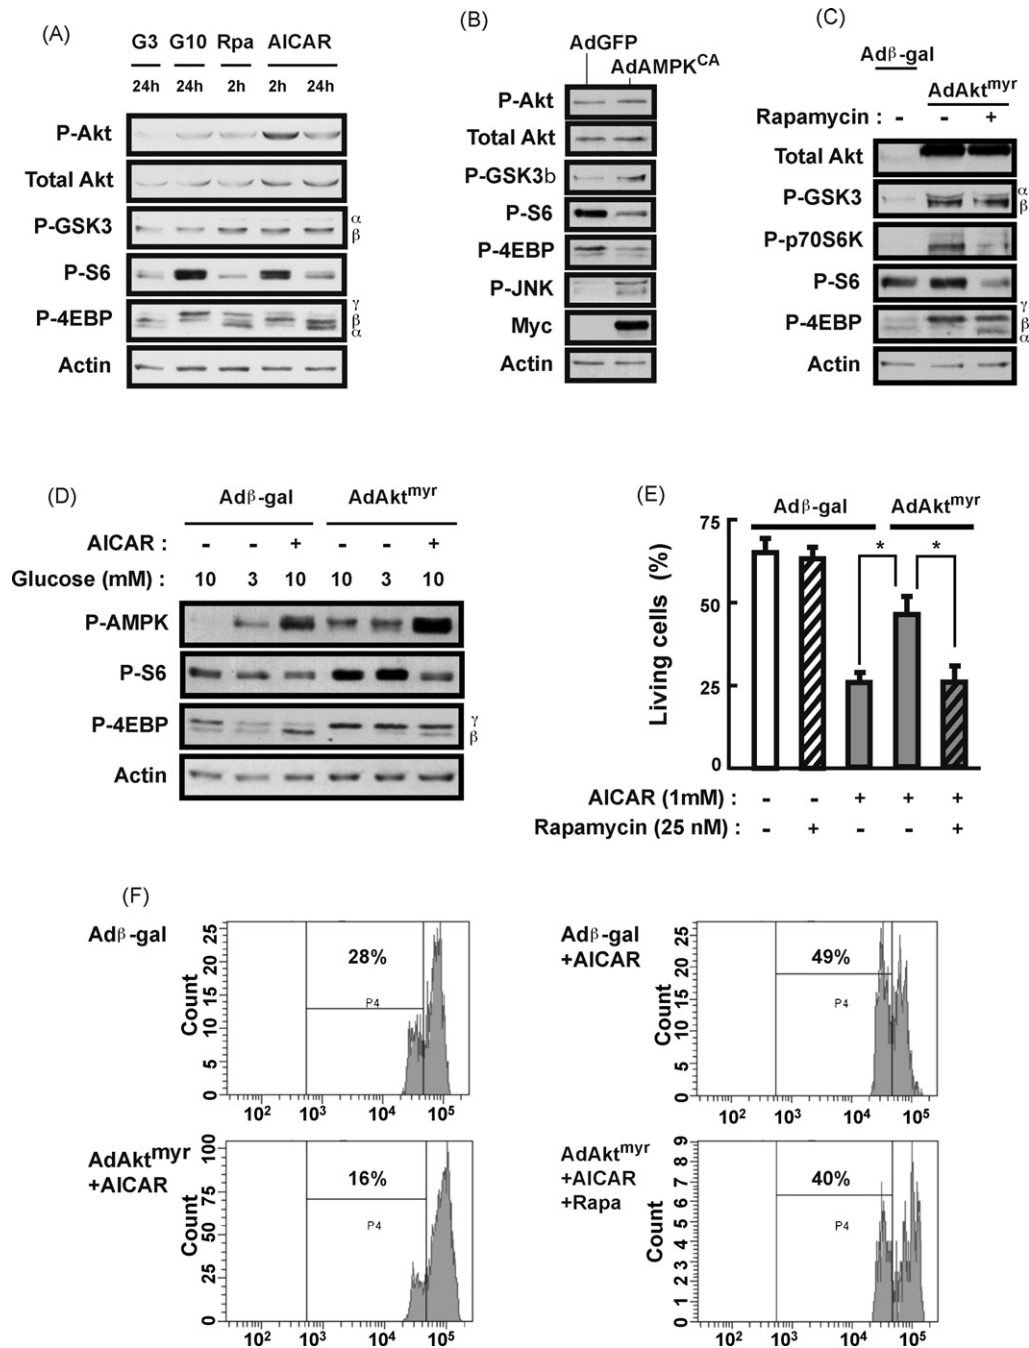 (A)
G3 G10 Rpa AICAR
24h 24h 2h 2h 24h
P-Akt
Total Akt
P-GSK3 α
β
P-S6
P-4EBP γ
β
α
Actin
(B)
AdGFP
AdAMPKCA
P-Akt
Total Akt
P-GSK3b
P-S6
P-4EBP
P-JNK
Myc
Actin
(C)
Adβ-gal
AdAktmyr
Rapamycin : - - +
Total Akt
P-GSK3 α
β
P-p70S6K
P-S6
P-4EBP γ
β
α
Actin
(D)
Adβ-gal AdAktmyr
AICAR : - - + - - +
Glucose (mM) : 10 3 10 10 3 10
P-AMPK
P-S6
P-4EBP γ
β
Actin
(E)
Adβ-gal AdAktmyr
Living cells (%)
75
50
25
0
* *
AICAR (1mM) : - - + + +
Rapamycin (25 nM) : - + - - +
(F)
Adβ-gal
Count
25
20
15
10
5
0
28%
P4
10² 10³ 10⁴ 10⁵
Adβ-gal
+AICAR
Count
25
20
15
10
5
0
49%
P4
10² 10³ 10⁴ 10⁵
AdAktmyr
+AICAR
Count
100
75
50
25
0
16%
P4
10² 10³ 10⁴ 10⁵
AdAktmyr
+AICAR
+Rapa
Count
9
8
7
6
5
4
3
2
1
0
40%
P4
10² 10³ 10⁴ 10⁵